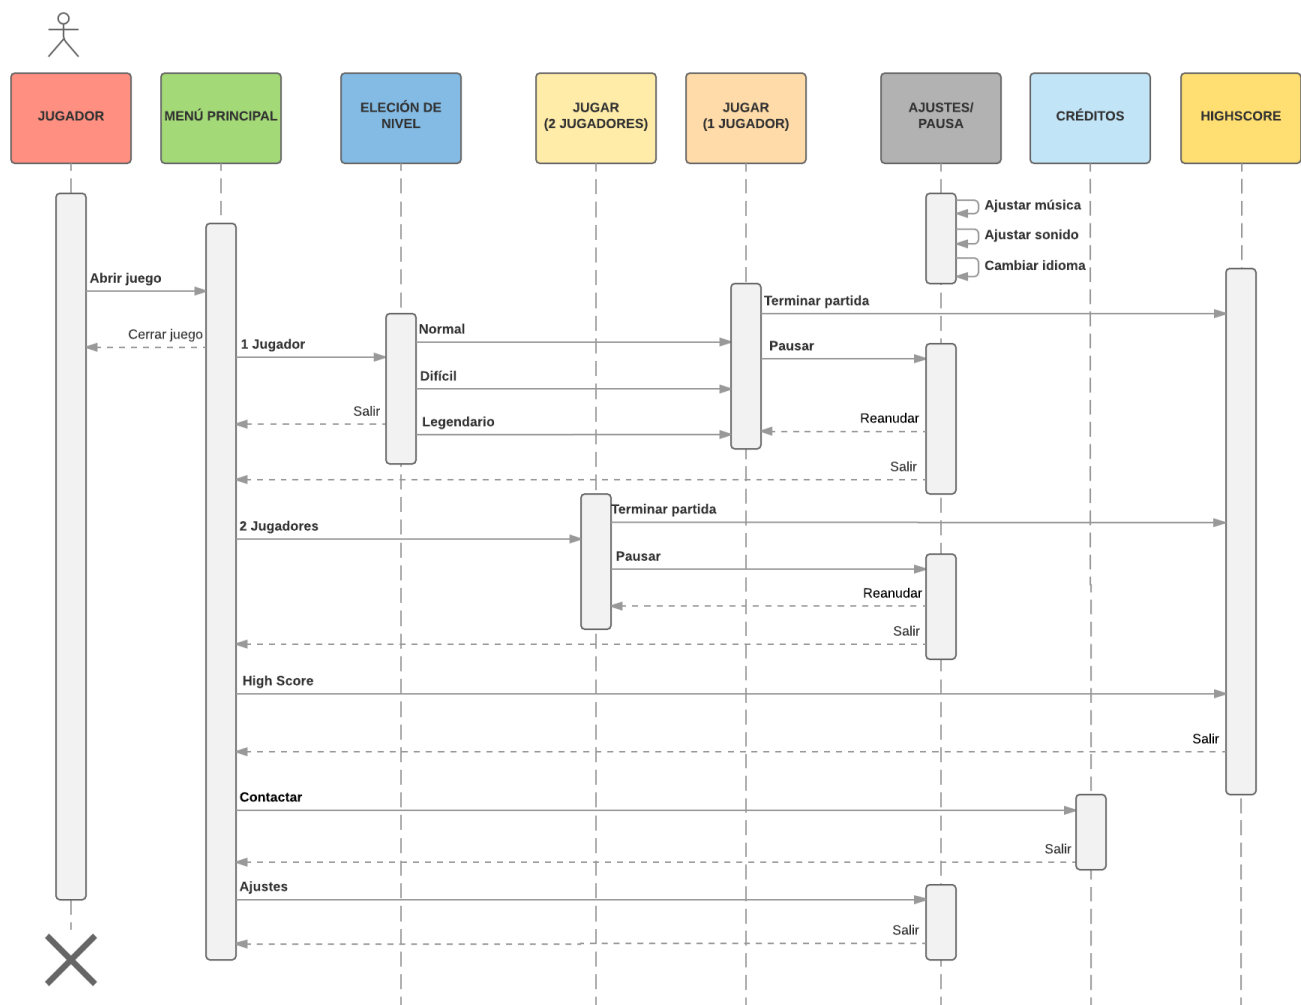 JUGADOR
MENÚ PRINCIPAL
ELECIÓN DE
NIVEL
JUGAR
(2 JUGADORES)
JUGAR
(1 JUGADOR)
AJUSTES/
PAUSA
CRÉDITOS
HIGHSCORE
Ajustar música
Ajustar sonido
Cambiar idioma
Abrir juego
Terminar partida
Cerrar juego
1 Jugador
Normal
Pausar
Difícil
Salir
Legendario
Reanudar
Salir
Terminar partida
2 Jugadores
Pausar
Reanudar
Salir
High Score
Salir
Contactar
Salir
Ajustes
Salir